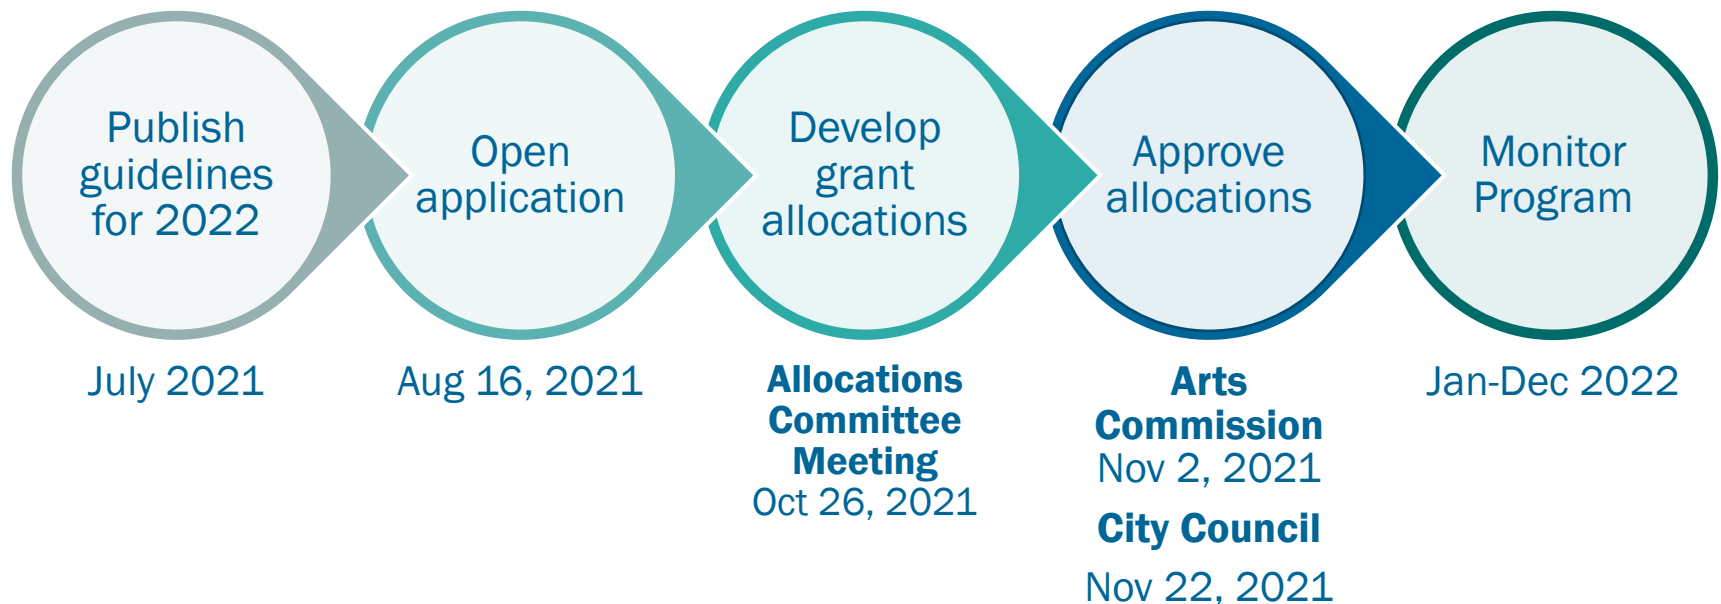 Publish
guidelines
for 2022
July 2021
Open
application
Aug 16, 2021
Develop
grant
allocations
Allocations
Committee
Meeting
Oct 26, 2021
Approve
allocations
Arts
Commission
Nov 2, 2021
City Council
Nov 22, 2021
Monitor
Program
Jan-Dec 2022